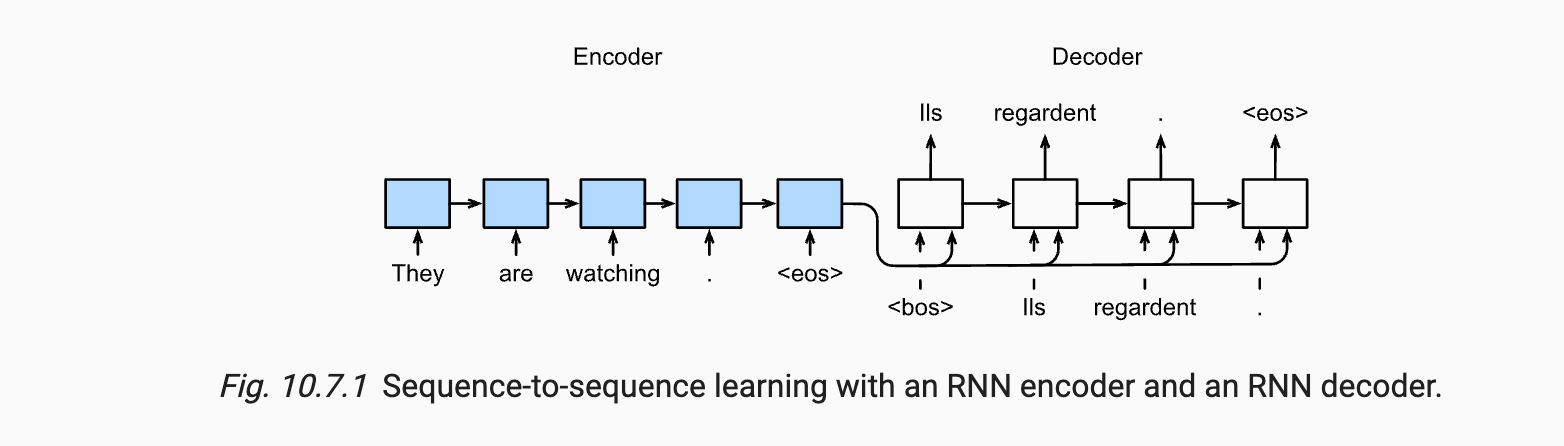 Encoder Decoder
Ils regardent . <eos>
They are watching . <eos>
<bos> Ils regardent .
Fig. 10.7.1 Sequence-to-sequence learning with an RNN encoder and an RNN decoder.